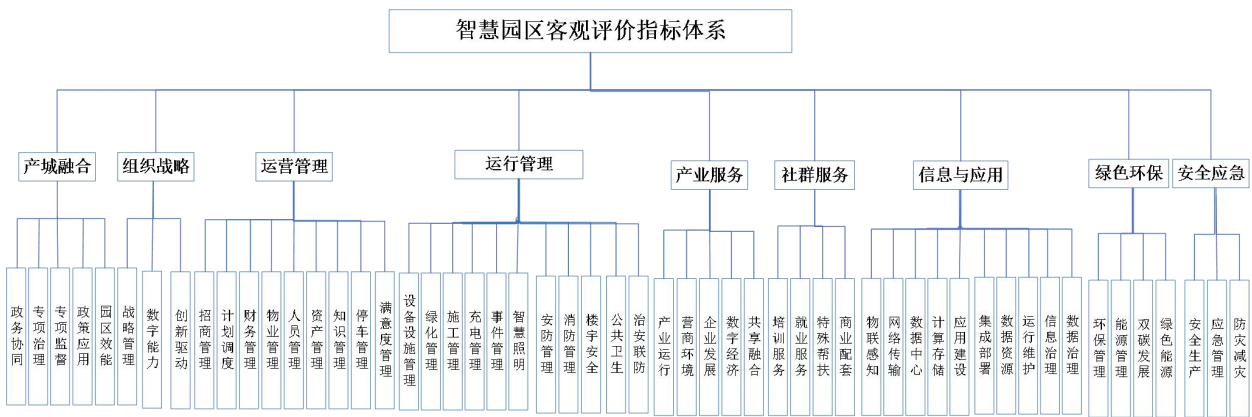 智慧园区客观评价指标体系
产城融合
组织战略
运营管理
运行管理
产业服务
社群服务
信息与应用
绿色环保
安全应急
政务协同
专项治理
专项监督
政策应用
园区效能
战略管理
数字能力
创新驱动
招商管理
计划调度
财务管理
物业管理
人员管理
资产管理
知识管理
停车管理
满意度管理
设备设施管理
绿化管理
施工管理
充电管理
事件管理
智慧照明
安防管理
消防管理
楼宇安全
公共卫生
治安联防
产业运行
营商环境
企业发展
数字经济
共享融合
培训服务
就业服务
特殊帮扶
商业配套
物联感知
网络传输
数据中心
计算存储
应用建设
集成部署
数据资源
运行维护
信息治理
数据治理
环保管理
能源管理
双碳发展
绿色能源
安全生产
应急管理
防灾减灾